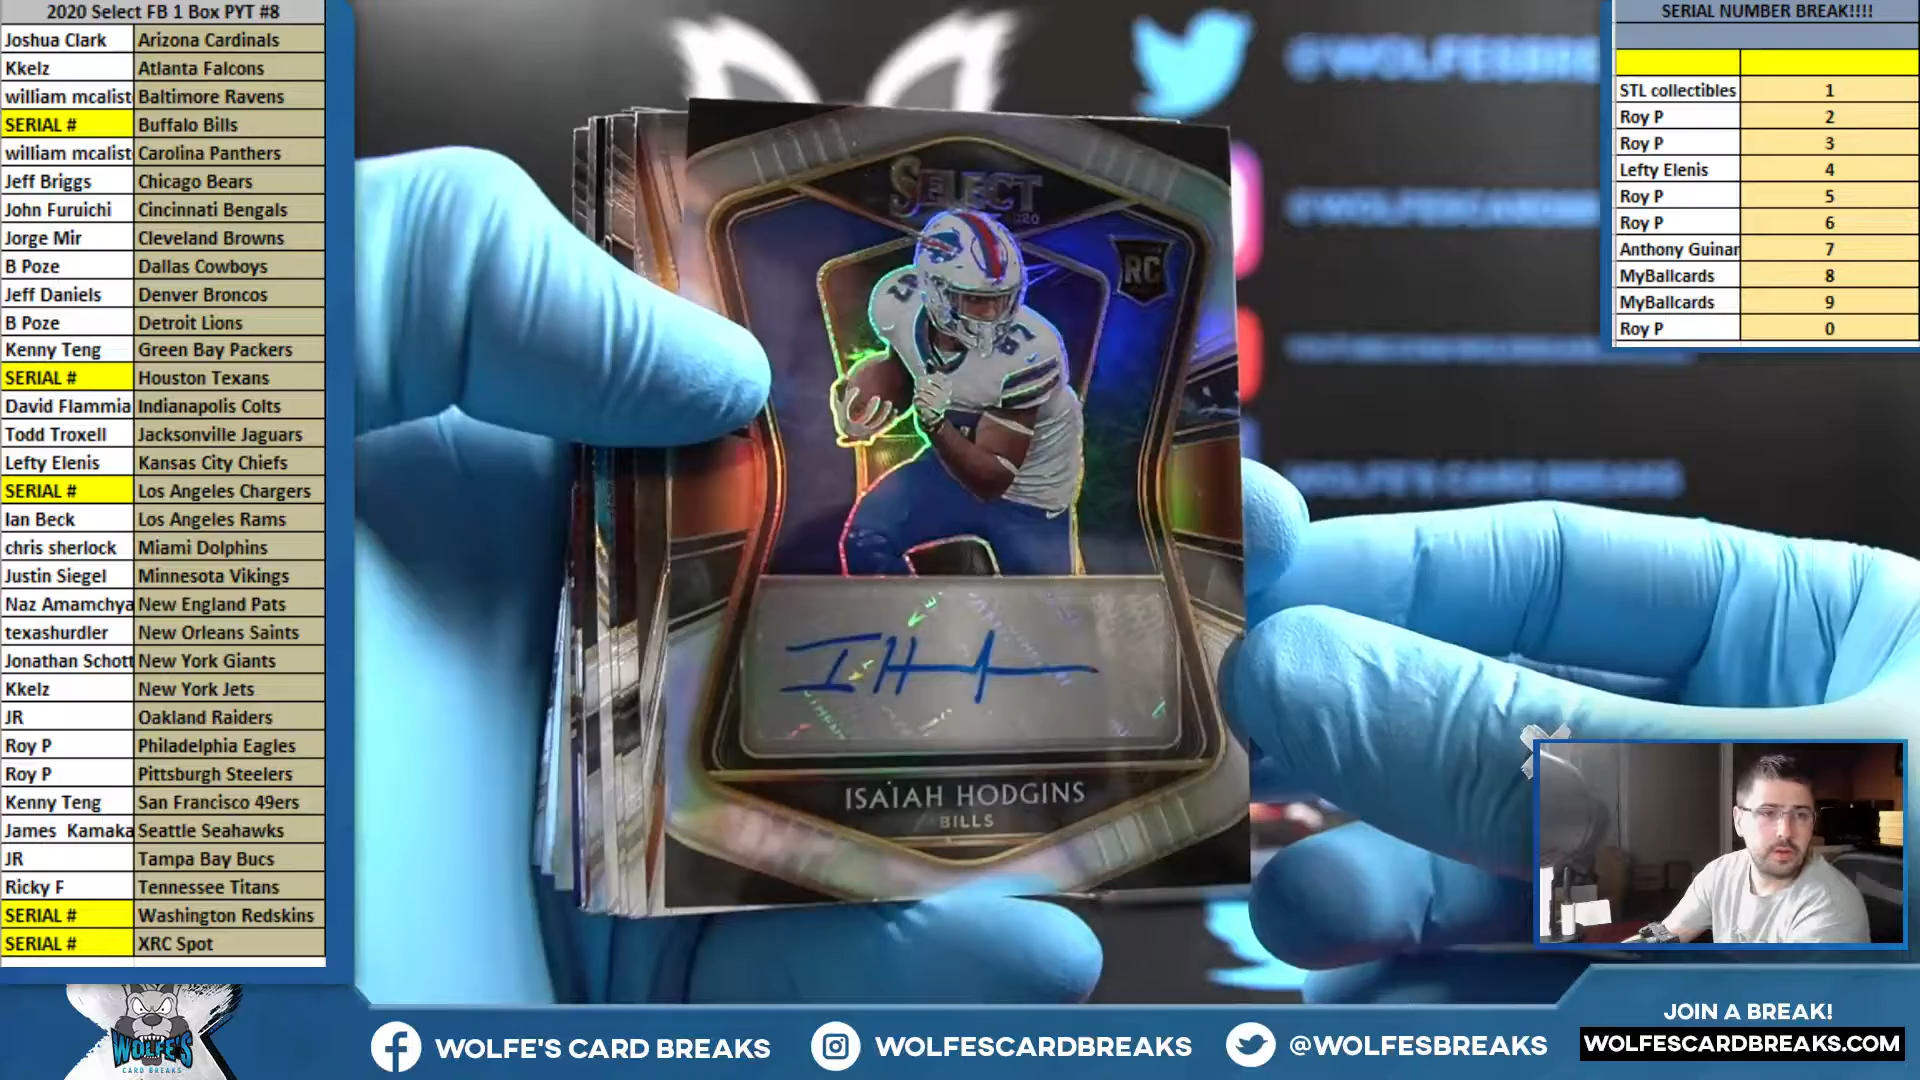 2020 Select FB 1 Box PYT #8
Joshua Clark Arizona Cardinals
Kkelz Atlanta Falcons
william mcalist Baltimore Ravens
SERIAL # Buffalo Bills
william mcalist Carolina Panthers
Jeff Briggs Chicago Bears
John Furuichi Cincinnati Bengals
Jorge Mir Cleveland Browns
B Poze Dallas Cowboys
Jeff Daniels Denver Broncos
B Poze Detroit Lions
Kenny Teng Green Bay Packers
SERIAL # Houston Texans
David Flammia Indianapolis Colts
Todd Troxell Jacksonville Jaguars
Lefty Elenis Kansas City Chiefs
SERIAL # Los Angeles Chargers
Ian Beck Los Angeles Rams
chris sherlock Miami Dolphins
Justin Siegel Minnesota Vikings
Naz Amamchya New England Pats
texashurdler New Orleans Saints
Jonathan Schott New York Giants
Kkelz New York Jets
JR Oakland Raiders
Roy P Philadelphia Eagles
Roy P Pittsburgh Steelers
Kenny Teng San Francisco 49ers
James Kamaka Seattle Seahawks
JR Tampa Bay Bucs
Ricky F Tennessee Titans
SERIAL # Washington Redskins
SERIAL # XRC Spot
SELECT
2020
RC
87
ISAIAH HODGINS
BILLS
SERIAL NUMBER BREAK!!!!
STL collectibles 1
Roy P 2
Roy P 3
Lefty Elenis 4
Roy P 5
Roy P 6
Anthony Guinar 7
MyBallcards 8
MyBallcards 9
Roy P 0
WOLFE'S
CARD BREAKS
WOLFE'S CARD BREAKS
WOLFESCARDBREAKS
@WOLFESBREAKS
JOIN A BREAK!
WOLFESCARDBREAKS.COM